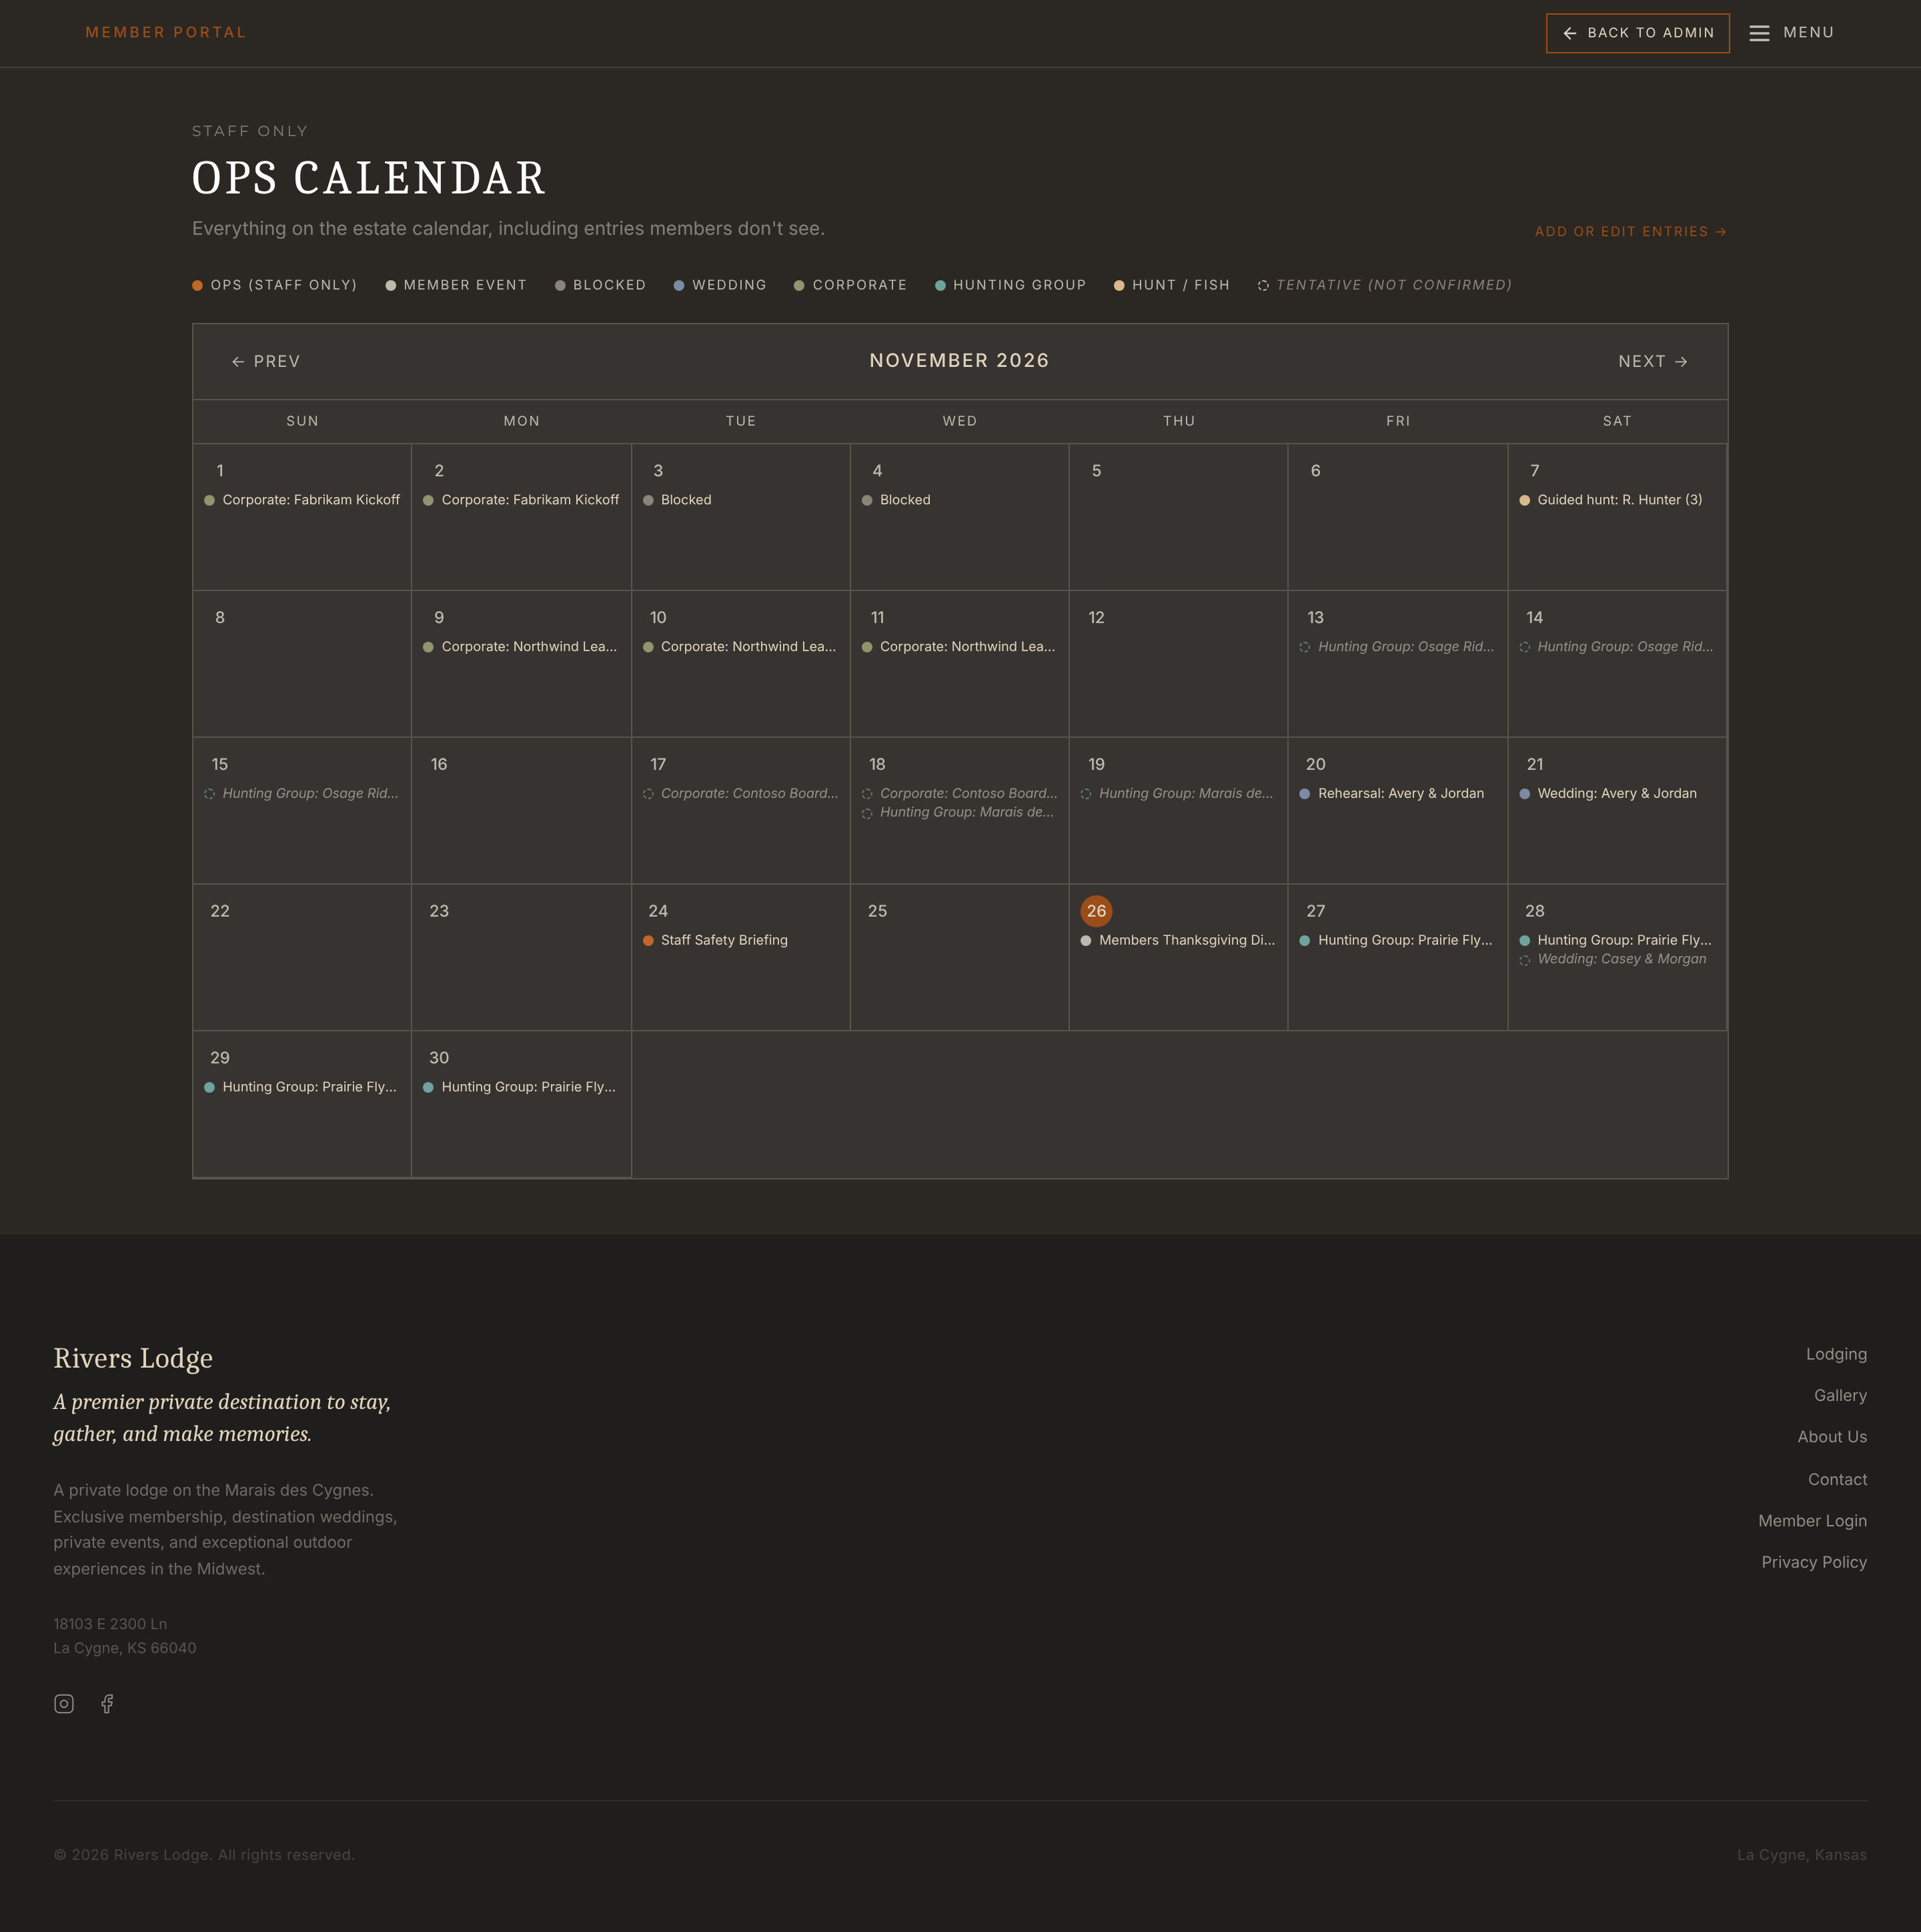 MEMBER PORTAL
← BACK TO ADMIN
MENU
STAFF ONLY
OPS CALENDAR
Everything on the estate calendar, including entries members don't see.
ADD OR EDIT ENTRIES →
OPS (STAFF ONLY)
MEMBER EVENT
BLOCKED
WEDDING
CORPORATE
HUNTING GROUP
HUNT / FISH
TENTATIVE (NOT CONFIRMED)
← PREV
NOVEMBER 2026
NEXT →
SUN
MON
TUE
WED
THU
FRI
SAT
1
Corporate: Fabrikam Kickoff
2
Corporate: Fabrikam Kickoff
3
Blocked
4
Blocked
5
6
7
Guided hunt: R. Hunter (3)
8
9
Corporate: Northwind Lea...
10
Corporate: Northwind Lea...
11
Corporate: Northwind Lea...
12
13
Hunting Group: Osage Rid...
14
Hunting Group: Osage Rid...
15
Hunting Group: Osage Rid...
16
17
Corporate: Contoso Board...
18
Corporate: Contoso Board...
Hunting Group: Marais de...
19
Hunting Group: Marais de...
20
Rehearsal: Avery & Jordan
21
Wedding: Avery & Jordan
22
23
24
Staff Safety Briefing
25
26
Members Thanksgiving Di...
27
Hunting Group: Prairie Fly...
28
Hunting Group: Prairie Fly...
Wedding: Casey & Morgan
29
Hunting Group: Prairie Fly...
30
Hunting Group: Prairie Fly...
Rivers Lodge
A premier private destination to stay,
gather, and make memories.
A private lodge on the Marais des Cygnes.
Exclusive membership, destination weddings,
private events, and exceptional outdoor
experiences in the Midwest.
18103 E 2300 Ln
La Cygne, KS 66040
Lodging
Gallery
About Us
Contact
Member Login
Privacy Policy
© 2026 Rivers Lodge. All rights reserved.
La Cygne, Kansas